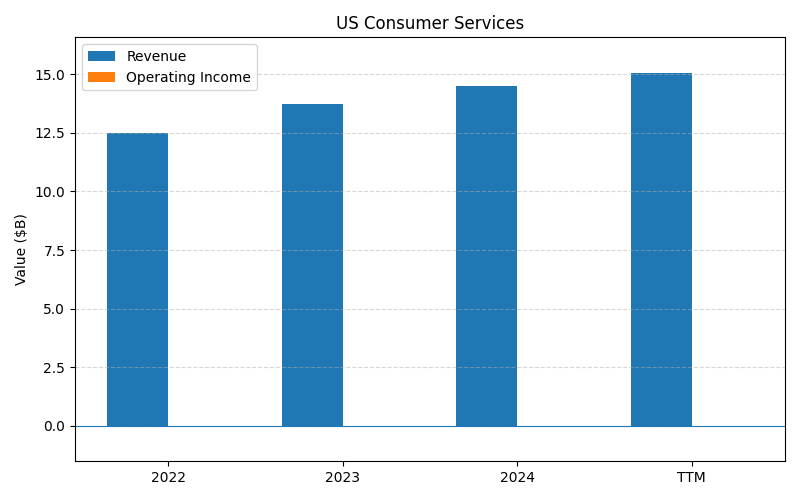 US Consumer Services
Revenue
Operating Income
Value ($B)
15.0
12.5
10.0
7.5
5.0
2.5
0.0
2022 2023 2024 TTM